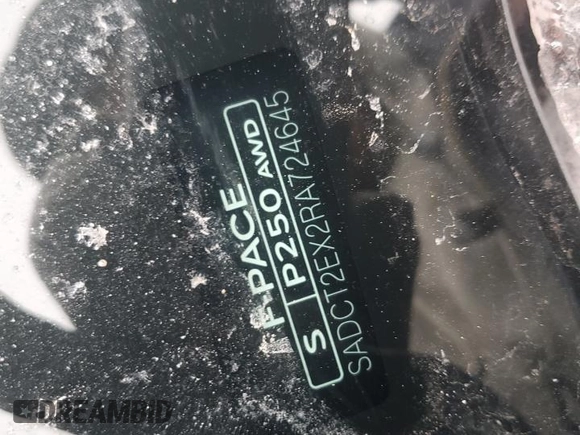 F-PACE
S P250 AWD
SADCT2EX2RA724645
DREAMBID